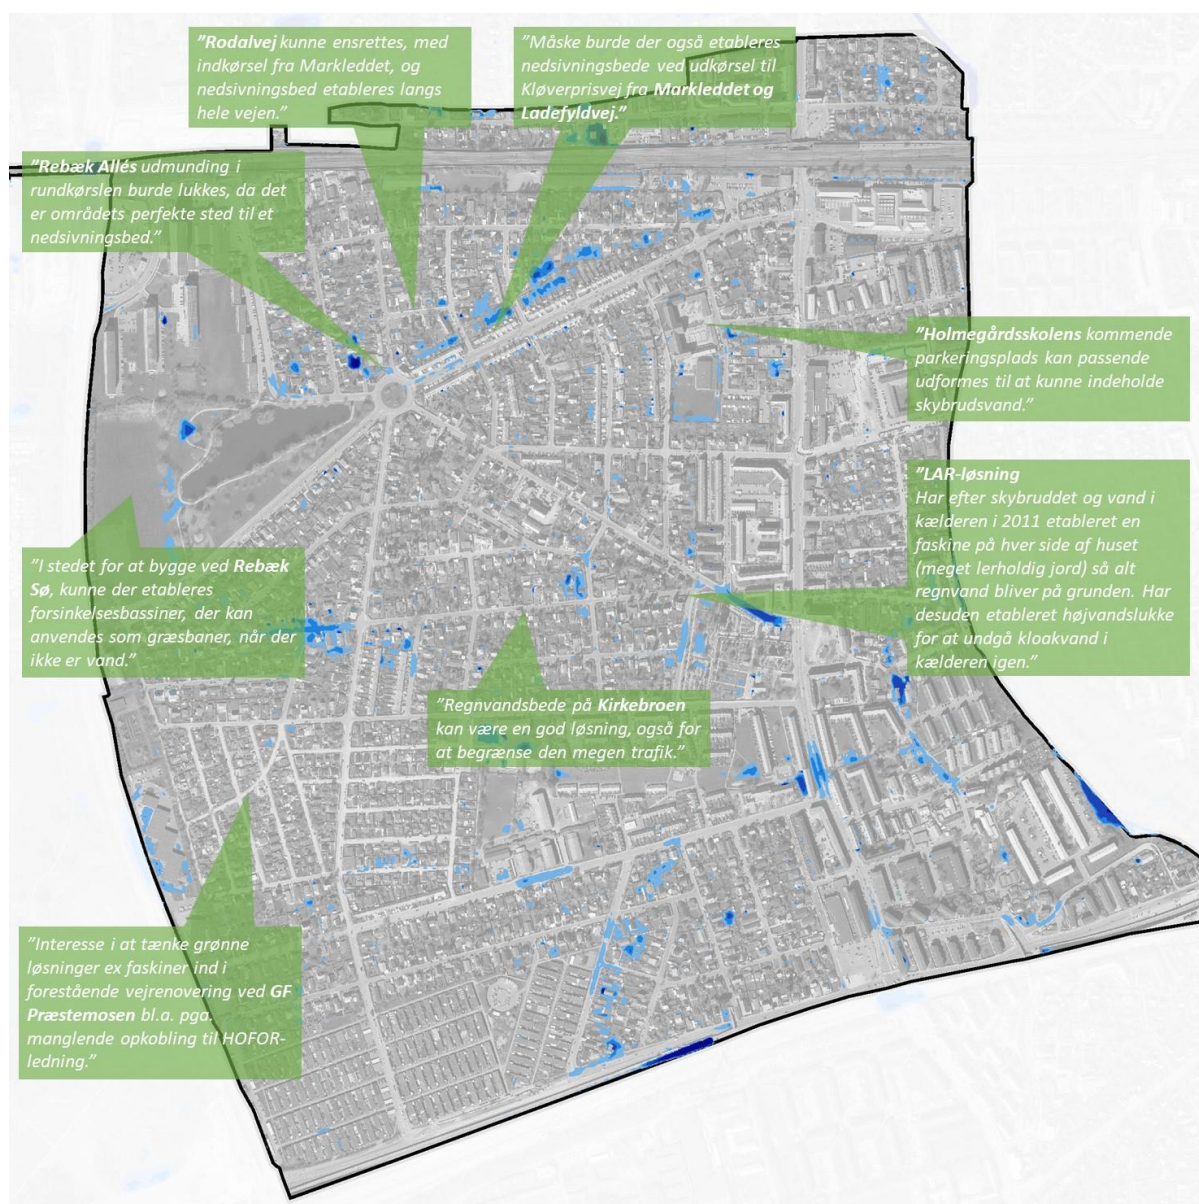 "Rodalvej kunne ensrettes, med
indkørsel fra Markleddet, og
nedsivningsbed etableres langs
hele vejen."
"Måske burde der også etableres
nedsivningsbede ved udkørsel til
Kløverprisvej fra Markleddet og
Ladefyldvej."
"Rebæk Allés udmunding i
rundkørslen burde lukkes, da det
er områdets perfekte sted til et
nedsivningsbed."
"Holmegårdsskolens kommende
parkeringsplads kan passende
udformes til at kunne indeholde
skybrudsvand."
"LAR-løsning
Har efter skybruddet og vand i
kælderen i 2011 etableret en
faskine på hver side af huset
(meget lerholdig jord) så alt
regnvand bliver på grunden. Har
desuden etableret højvandslukke
for at undgå kloakvand i
kælderen igen."
"I stedet for at bygge ved Rebæk
Sø, kunne der etableres
forsinkelsesbassiner, der kan
anvendes som græsbaner, når der
ikke er vand."
"Regnvandsbede på Kirkebroen
kan være en god løsning, også for
at begrænse den megen trafik."
"Interesse i at tænke grønne
løsninger ex faskiner ind i
forestående vejrenovering ved GF
Præstemosen bl.a. pga.
manglende opkobling til HOFOR-
ledning."